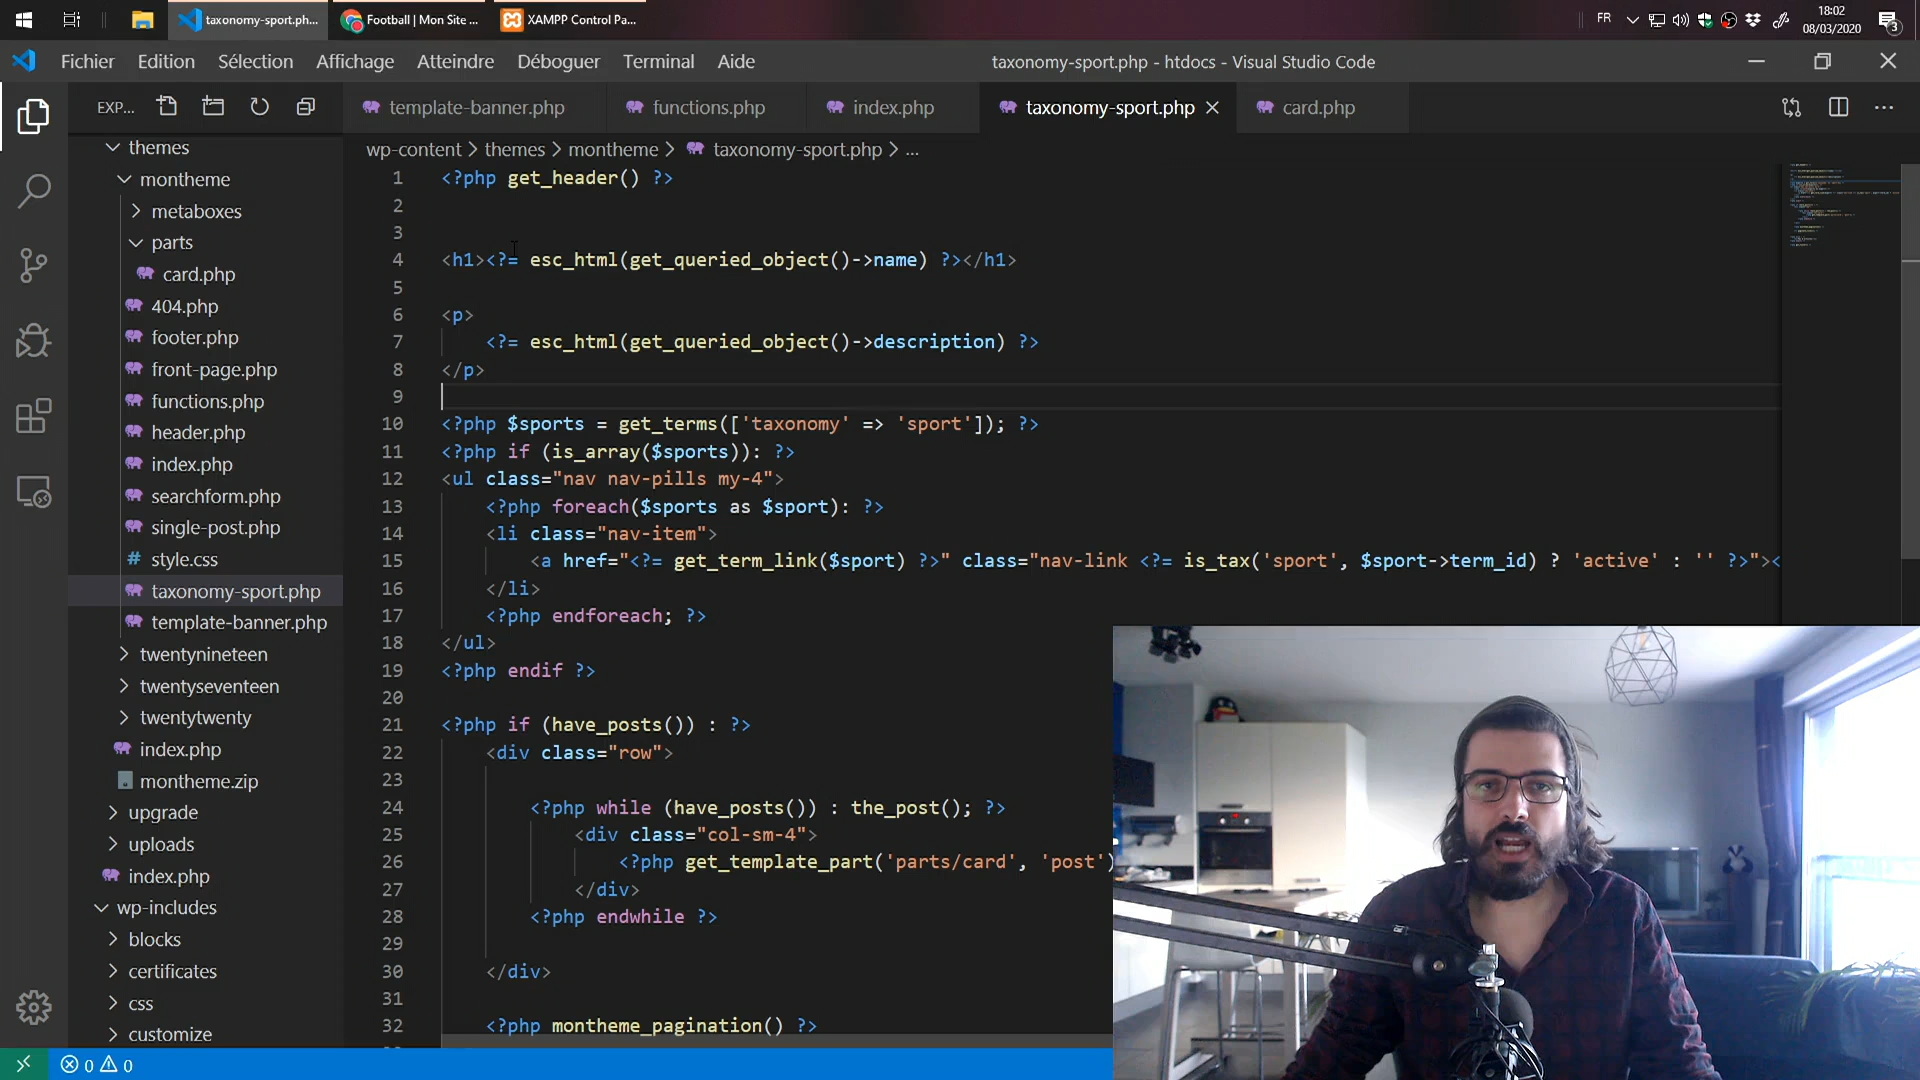 taxonomy-sport.ph...
Football | Mon Site ...
XAMPP Control Pa...
FR
18:02
08/03/2020
3
Fichier Edition Sélection Affichage Atteindre Déboguer Terminal Aide
taxonomy-sport.php - htdocs - Visual Studio Code
EXP...
template-banner.php
functions.php
index.php
taxonomy-sport.php
card.php
wp-content > themes > montheme > taxonomy-sport.php > ...
themes
montheme
metaboxes
parts
card.php
404.php
footer.php
front-page.php
functions.php
header.php
index.php
searchform.php
single-post.php
# style.css
taxonomy-sport.php
template-banner.php
twentynineteen
twentyseventeen
twentytwenty
index.php
montheme.zip
upgrade
uploads
index.php
wp-includes
blocks
certificates
css
customize
1 <?php get_header() ?>
2
3
4 <h1><?= esc_html(get_queried_object()->name) ?></h1>
5
6 <p>
7 <?= esc_html(get_queried_object()->description) ?>
8 </p>
9
10 <?php $sports = get_terms(['taxonomy' => 'sport']); ?>
11 <?php if (is_array($sports)): ?>
12 <ul class="nav nav-pills my-4">
13 <?php foreach($sports as $sport): ?>
14 <li class="nav-item">
15 <a href="<?= get_term_link($sport) ?>" class="nav-link <?= is_tax('sport', $sport->term_id) ? 'active' : '' ?>"><
16 </li>
17 <?php endforeach; ?>
18 </ul>
19 <?php endif ?>
20
21 <?php if (have_posts()) : ?>
22 <div class="row">
23
24 <?php while (have_posts()) : the_post(); ?>
25 <div class="col-sm-4">
26 <?php get_template_part('parts/card', 'post')
27 </div>
28 <?php endwhile ?>
29
30 </div>
31
32 <?php montheme_pagination() ?>
0 0